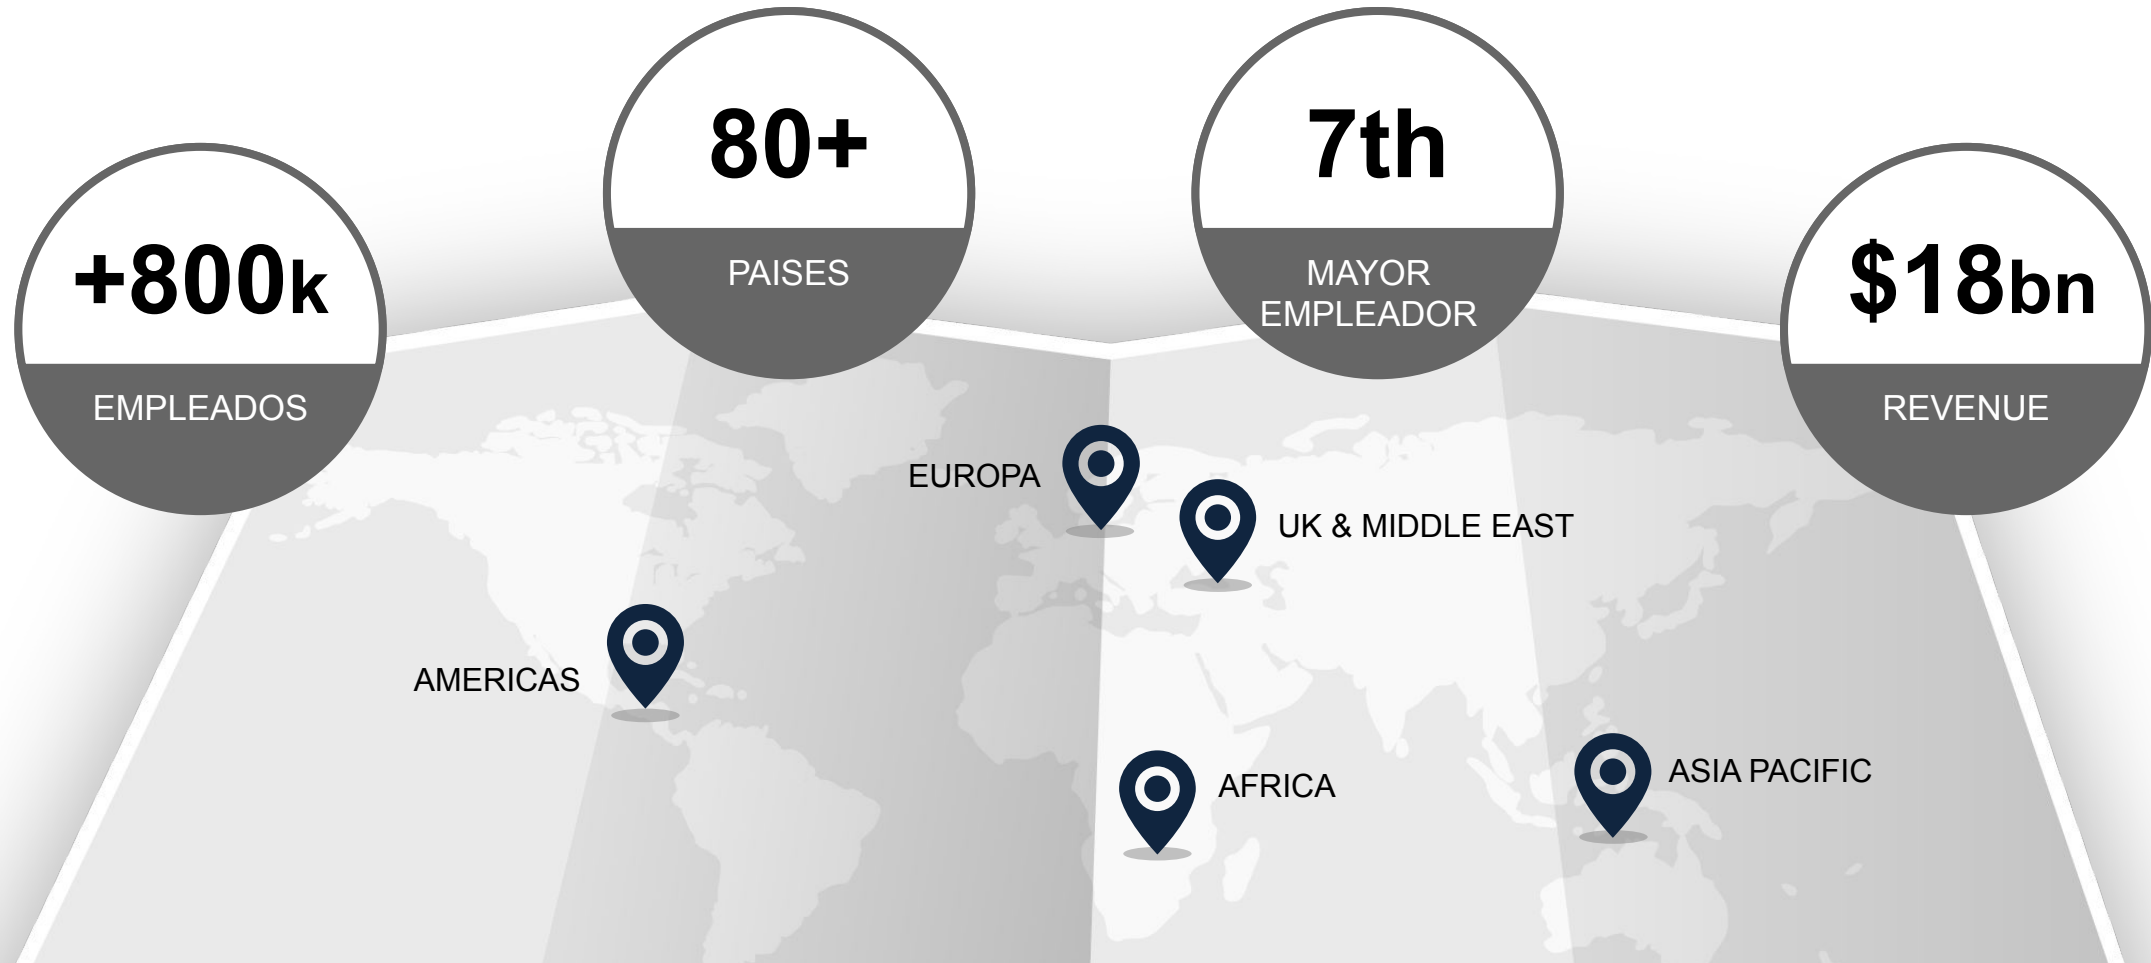 +800k
EMPLEADOS
80+
PAISES
7th
MAYOR
EMPLEADOR
$18bn
REVENUE
EUROPA
UK & MIDDLE EAST
AMERICAS
AFRICA
ASIA PACIFIC